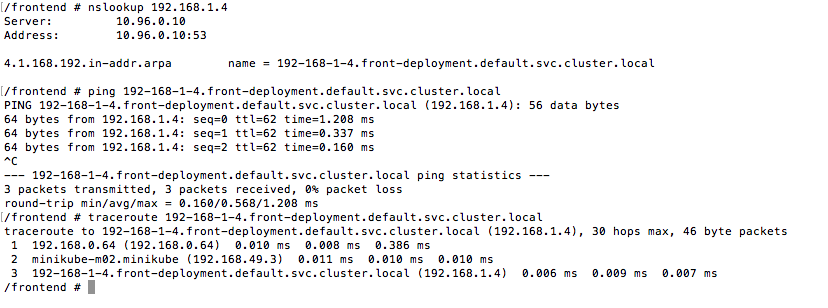 /frontend # nslookup 192.168.1.4
Server:         10.96.0.10
Address:        10.96.0.10:53
4.1.168.192.in-addr.arpa        name = 192-168-1-4.front-deployment.default.svc.cluster.local
/frontend # ping 192-168-1-4.front-deployment.default.svc.cluster.local
PING 192-168-1-4.front-deployment.default.svc.cluster.local (192.168.1.4): 56 data bytes
64 bytes from 192.168.1.4: seq=0 ttl=62 time=1.208 ms
64 bytes from 192.168.1.4: seq=1 ttl=62 time=0.337 ms
64 bytes from 192.168.1.4: seq=2 ttl=62 time=0.160 ms
^C
--- 192-168-1-4.front-deployment.default.svc.cluster.local ping statistics ---
3 packets transmitted, 3 packets received, 0% packet loss
round-trip min/avg/max = 0.160/0.568/1.208 ms
/frontend # traceroute 192-168-1-4.front-deployment.default.svc.cluster.local
traceroute to 192-168-1-4.front-deployment.default.svc.cluster.local (192.168.1.4), 30 hops max, 46 byte packets
 1  192.168.0.64 (192.168.0.64)  0.010 ms  0.008 ms  0.386 ms
 2  minikube-m02.minikube (192.168.49.3)  0.011 ms  0.010 ms  0.010 ms
 3  192-168-1-4.front-deployment.default.svc.cluster.local (192.168.1.4)  0.006 ms  0.009 ms  0.007 ms
/frontend #